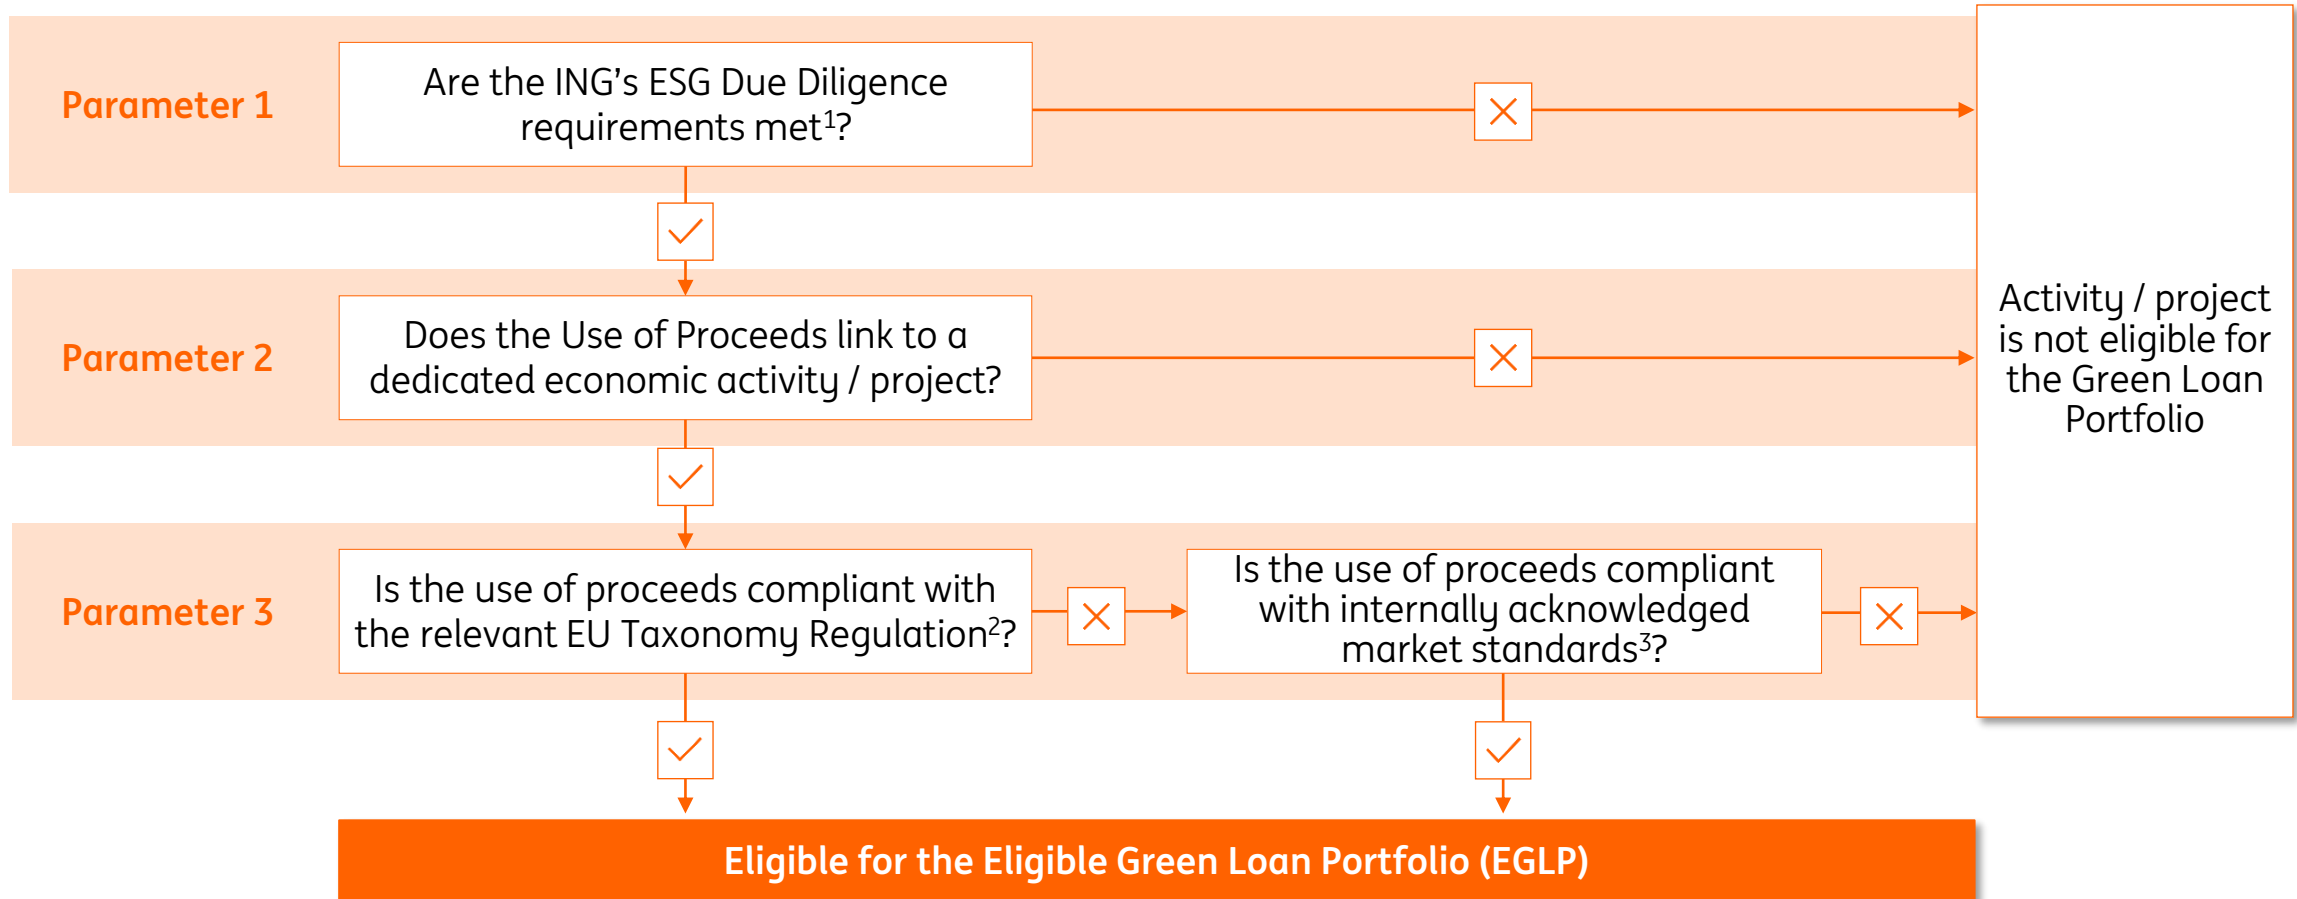 Parameter 1
Are the ING's ESG Due Diligence
requirements met¹?
Parameter 2
Does the Use of Proceeds link to a
dedicated economic activity / project?
Parameter 3
Is the use of proceeds compliant with
the relevant EU Taxonomy Regulation²?
Is the use of proceeds compliant
with internally acknowledged
market standards³?
Activity / project
is not eligible for
the Green Loan
Portfolio
Eligible for the Eligible Green Loan Portfolio (EGLP)